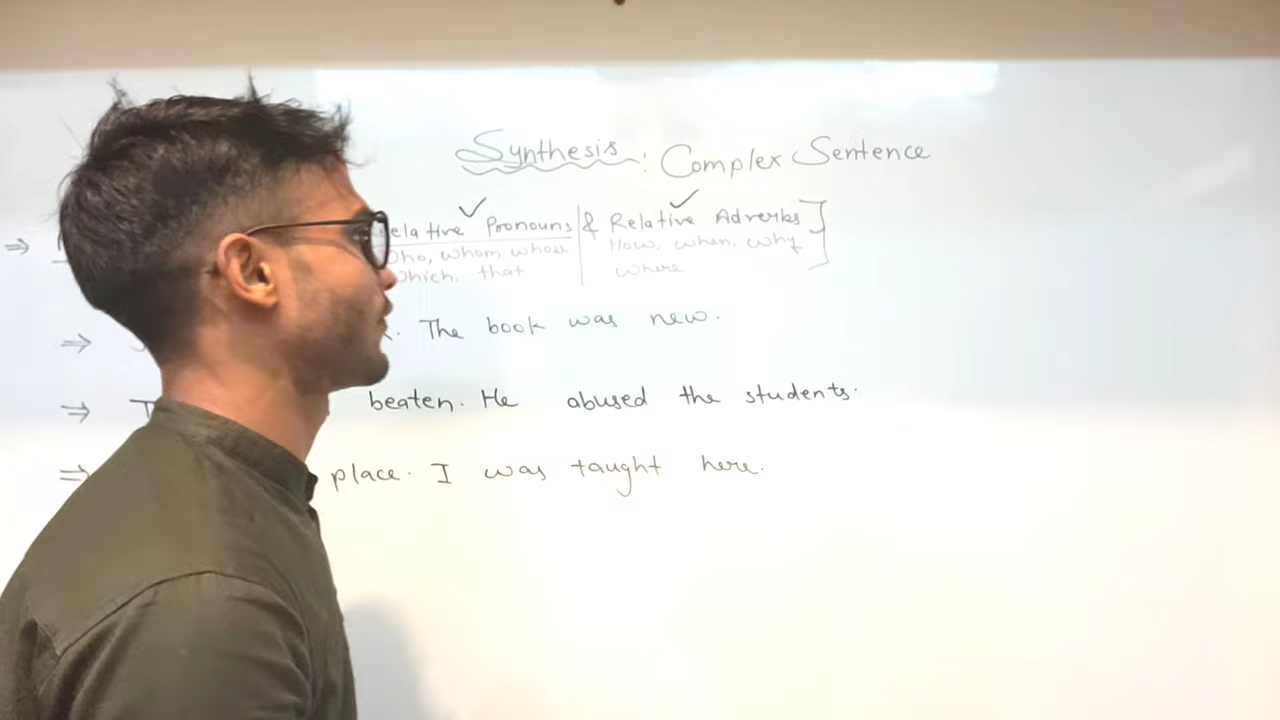 Synthesis : Complex Sentence
⇒ Relative Pronouns & Relative Adverbs
who, whom, whose How, when, why
which, that where
⇒ The book was new.
⇒ beaten. He abused the students.
⇒ place. I was taught here.